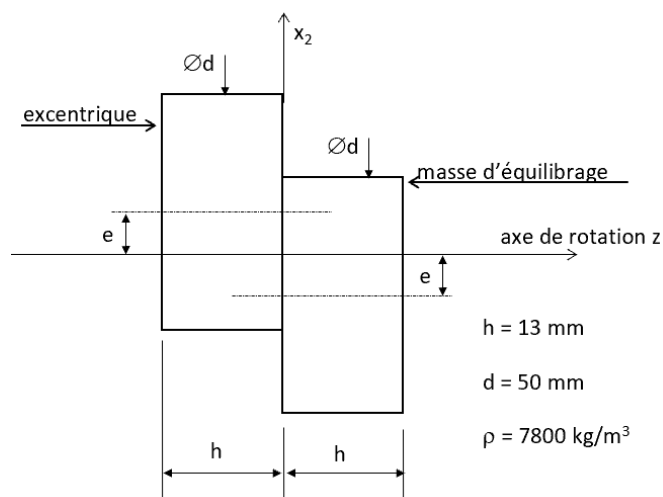 x₂
∅d
excentrique
∅d
masse d'équilibrage
e
axe de rotation z
e
h = 13 mm
d = 50 mm
ρ = 7800 kg/m³
h
h